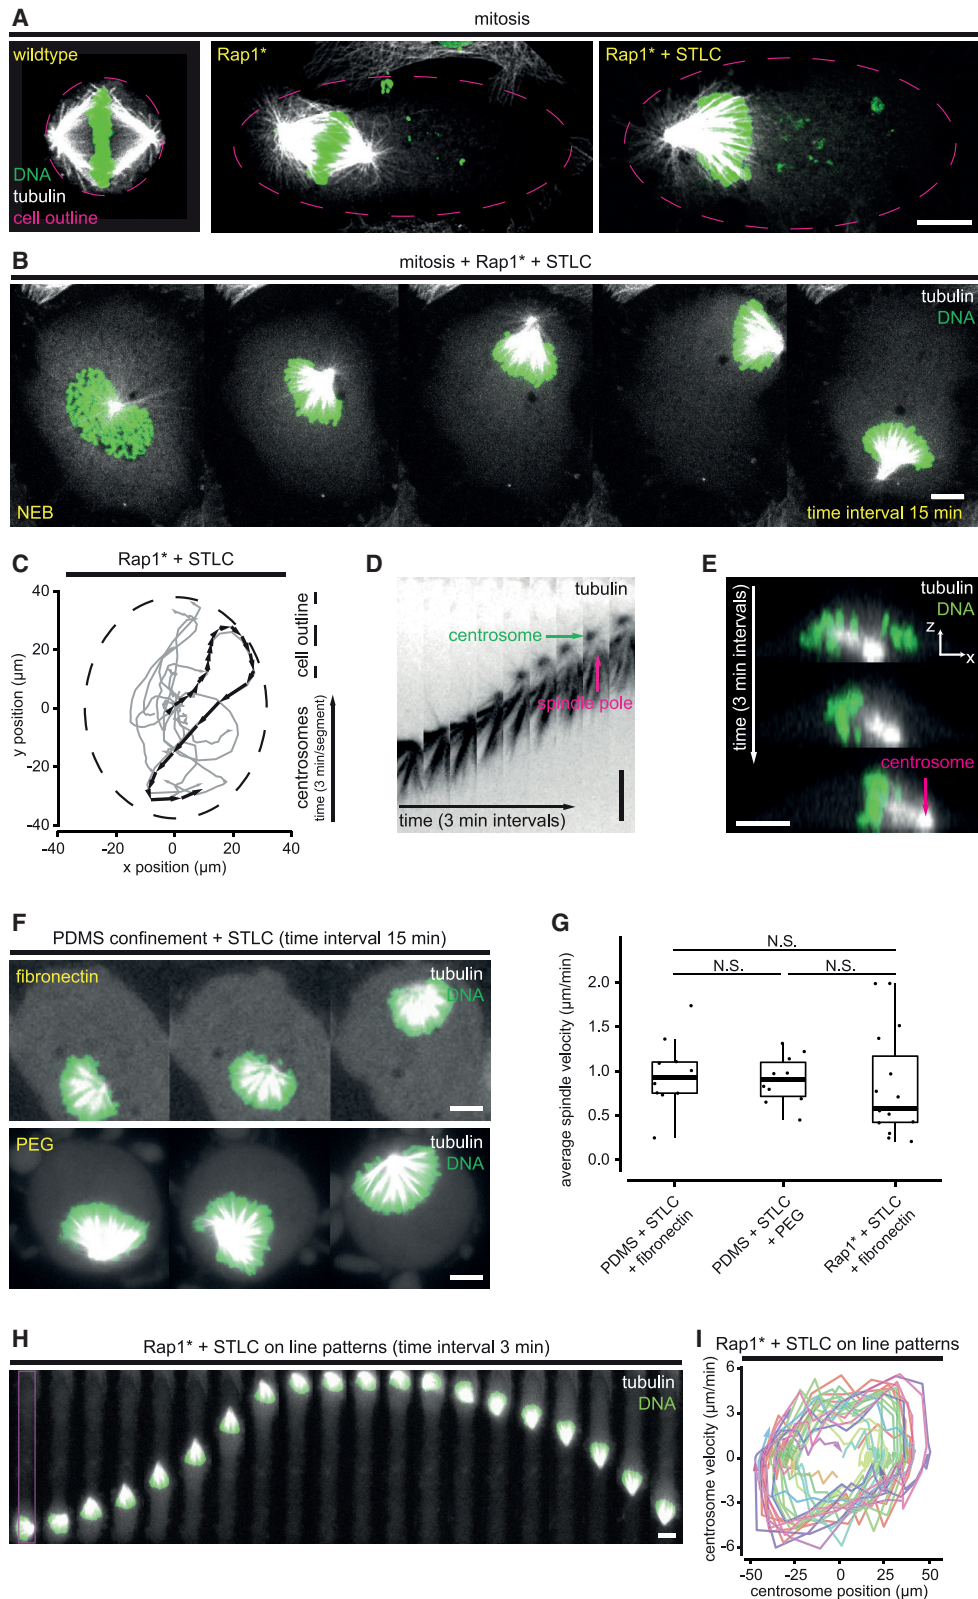 A
mitosis
wildtype
DNA
tubulin
cell outline
Rap1*
Rap1* + STLC
B
mitosis + Rap1* + STLC
tubulin
DNA
NEB
time interval 15 min
C
Rap1* + STLC
40
20
0
-20
-40
y position (µm)
-40
-20
0
20
40
x position (µm)
cell outline
centrosomes
time (3 min/segment)
D
tubulin
centrosome
spindle pole
time (3 min intervals)
E
tubulin
DNA
z
x
time (3 min intervals)
centrosome
F
PDMS confinement + STLC (time interval 15 min)
fibronectin
tubulin
DNA
PEG
tubulin
DNA
G
N.S.
N.S.
N.S.
2.0
1.5
1.0
0.5
0.0
average spindle velocity (µm/min)
PDMS + STLC
+ fibronectin
PDMS + STLC
+ PEG
Rap1* + STLC
+ fibronectin
H
Rap1* + STLC on line patterns (time interval 3 min)
tubulin
DNA
I
Rap1* + STLC on line patterns
6
3
0
-3
-6
centrosome velocity (µm/min)
-50
-25
0
25
50
centrosome position (µm)